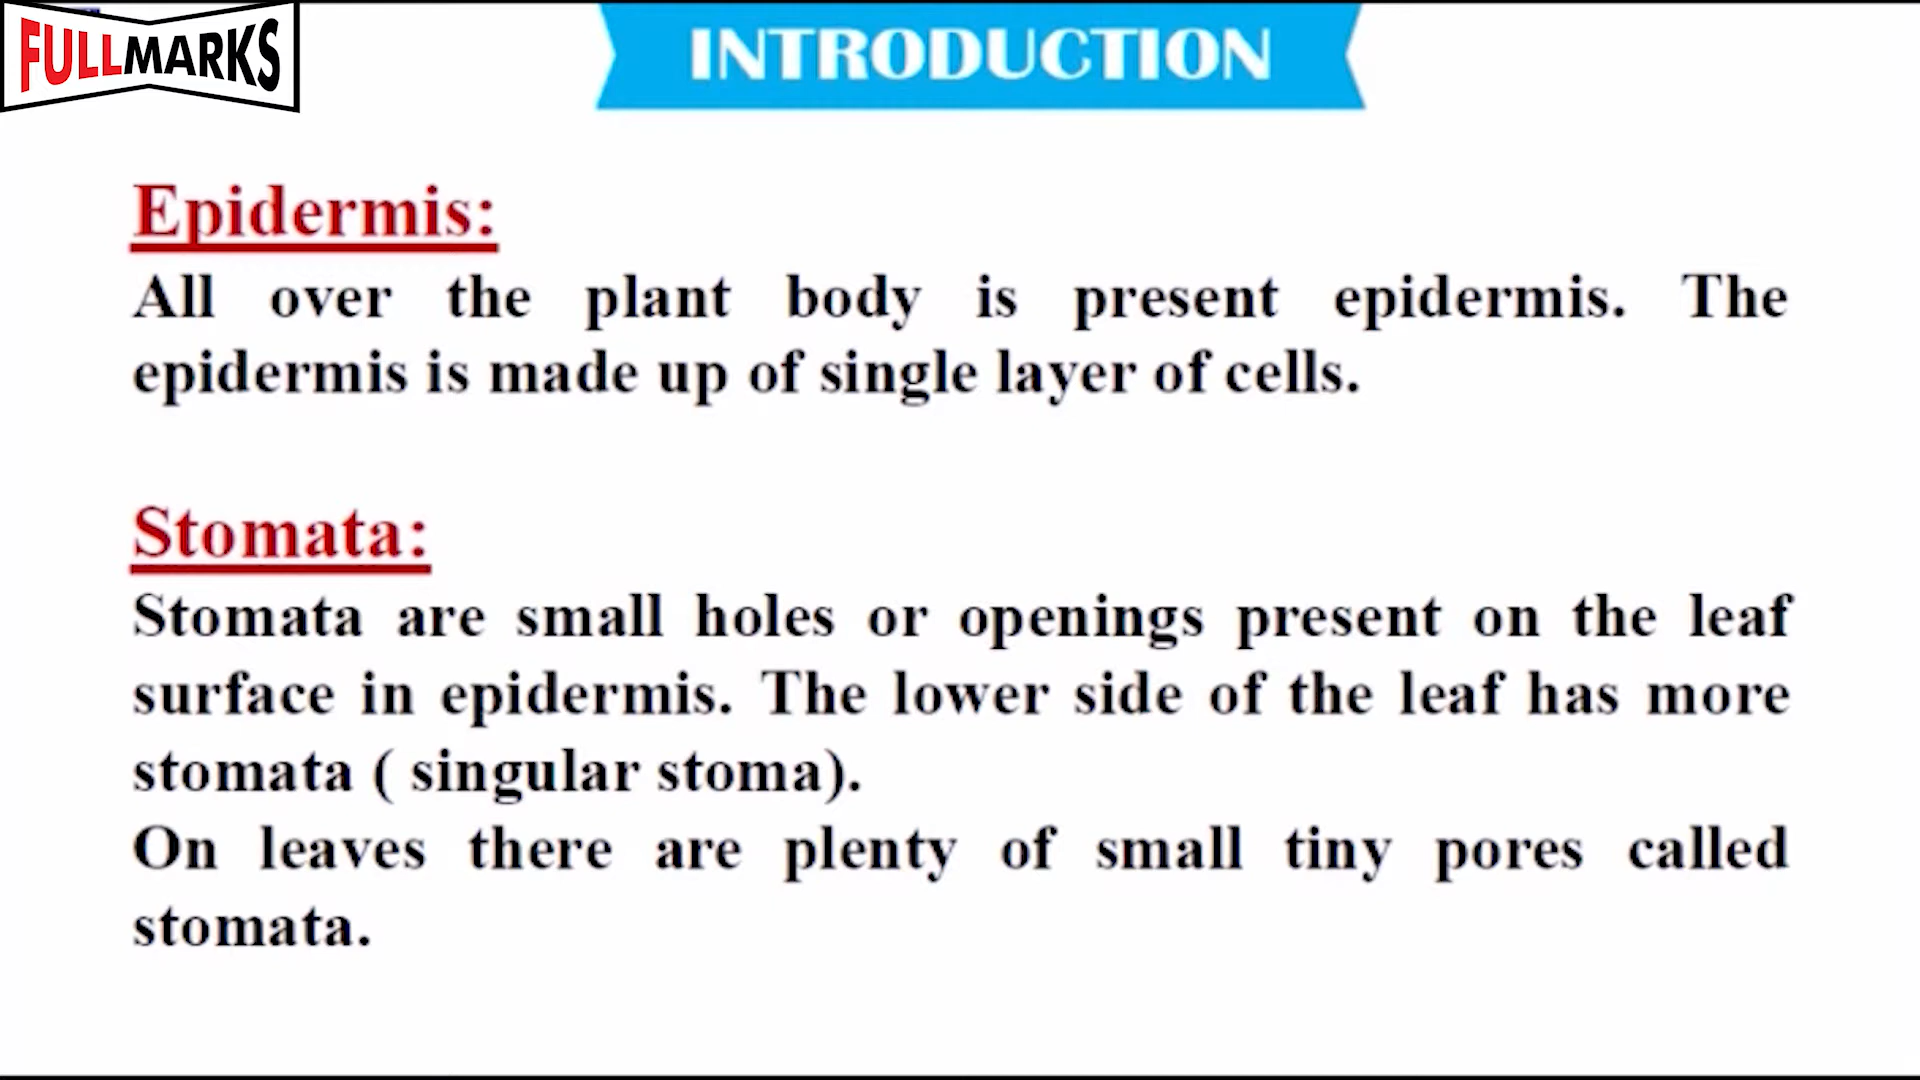 FULLMARKS
INTRODUCTION
Epidermis:
All over the plant body is present epidermis. The
epidermis is made up of single layer of cells.
Stomata:
Stomata are small holes or openings present on the leaf
surface in epidermis. The lower side of the leaf has more
stomata ( singular stoma).
On leaves there are plenty of small tiny pores called
stomata.